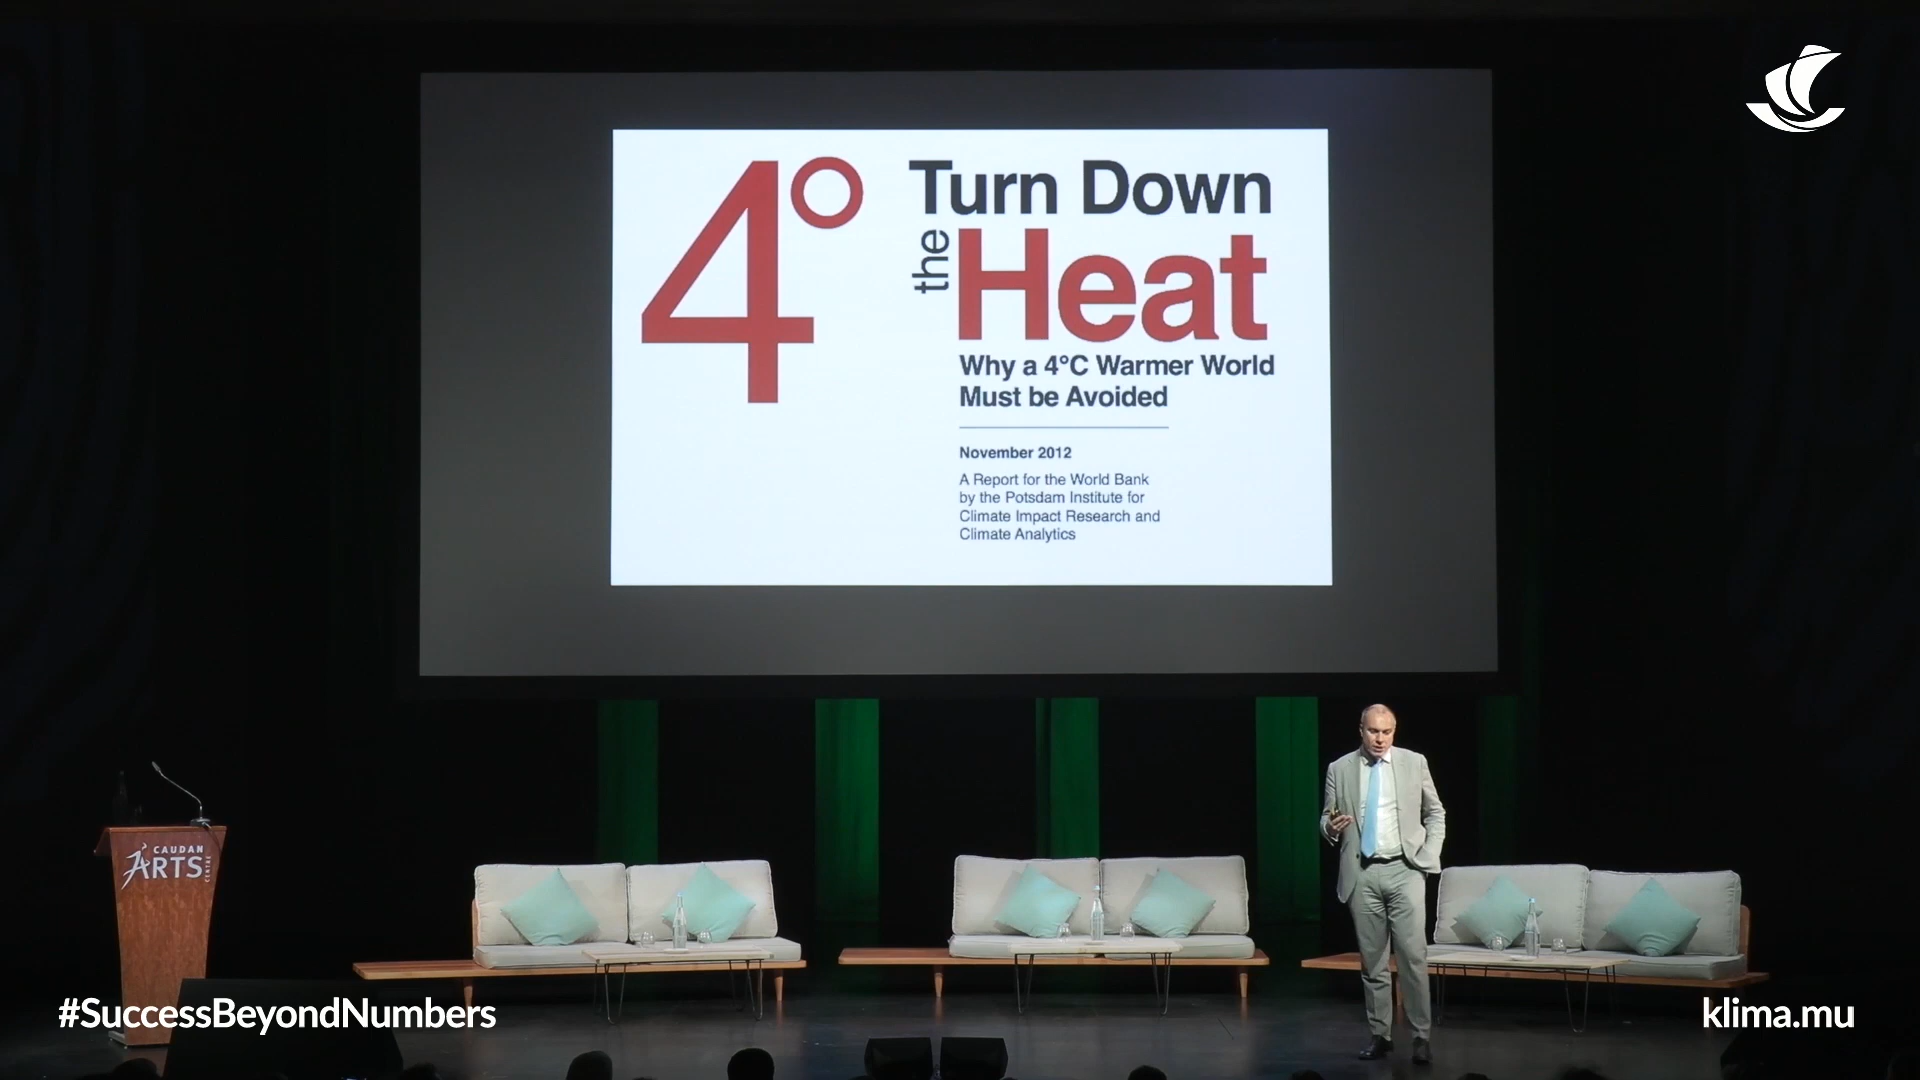 4°
Turn Down
the Heat
Why a 4°C Warmer World
Must be Avoided
November 2012
A Report for the World Bank
by the Potsdam Institute for
Climate Impact Research and
Climate Analytics
CAUDAN
ARTS
CENTRE
#SuccessBeyondNumbers
klima.mu